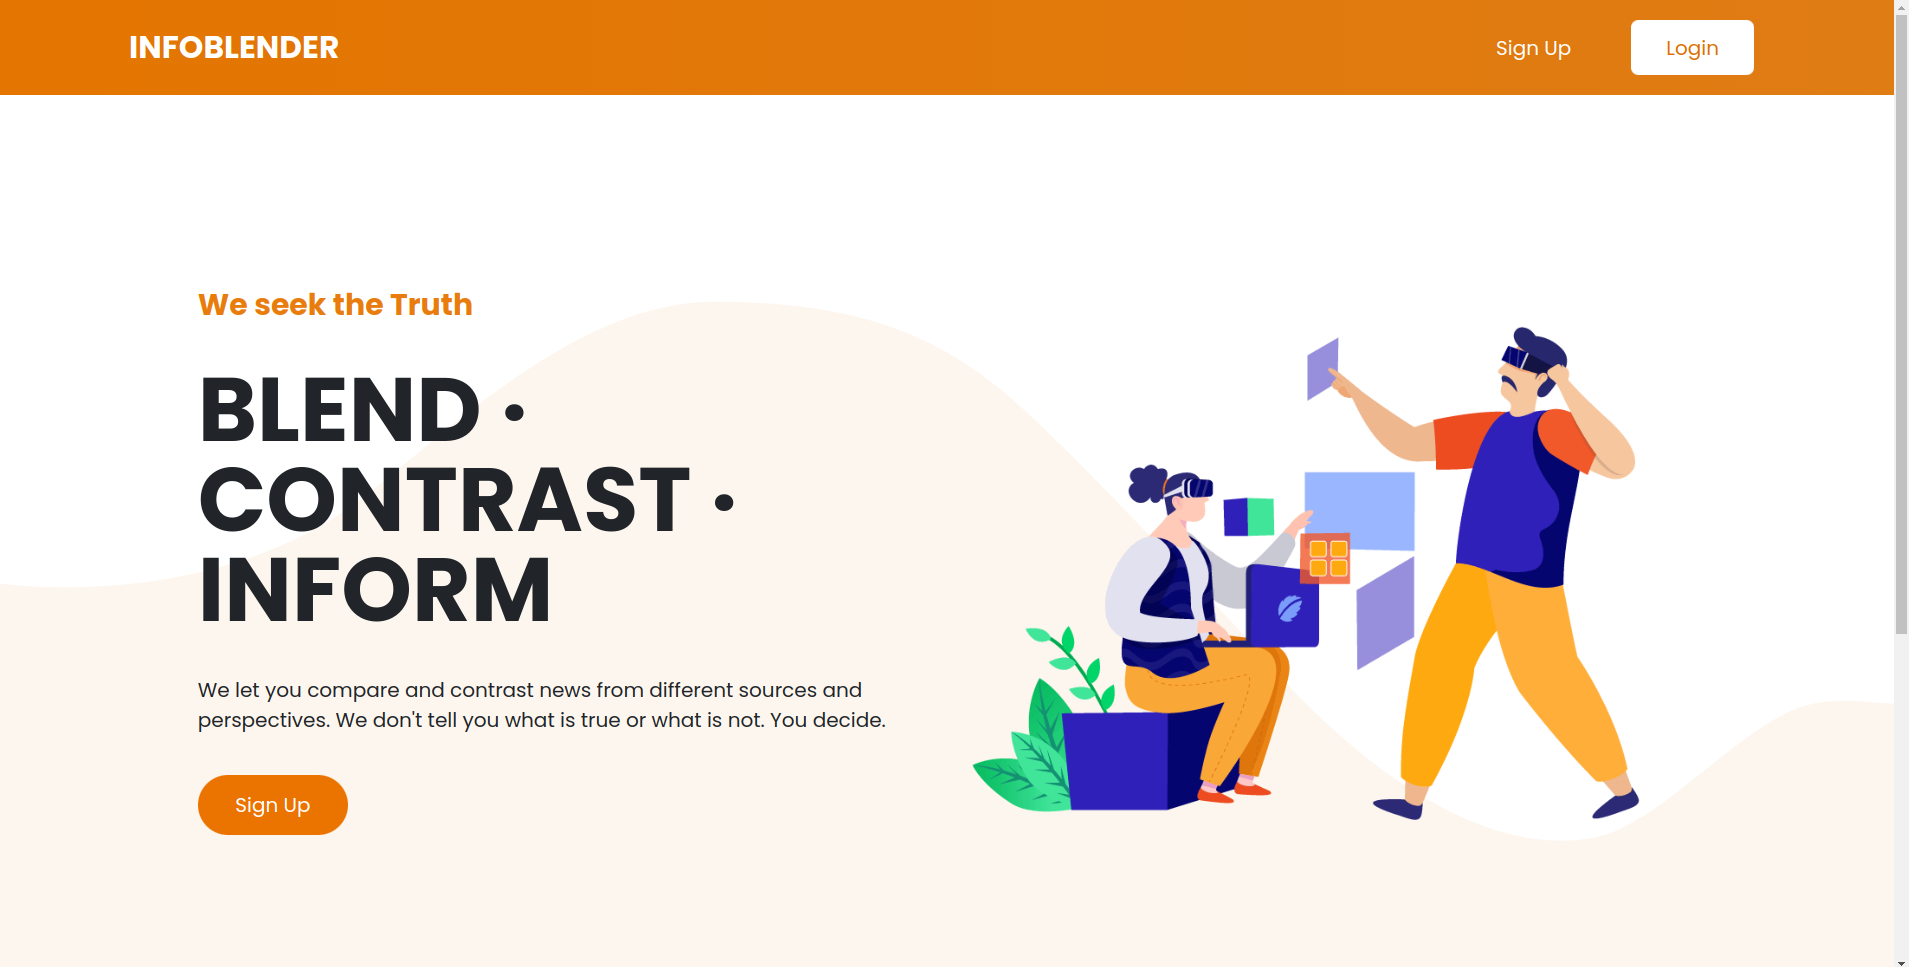 INFOBLENDER
Sign Up
Login
We seek the Truth
BLEND ·
CONTRAST ·
INFORM
We let you compare and contrast news from different sources and
perspectives. We don't tell you what is true or what is not. You decide.
Sign Up